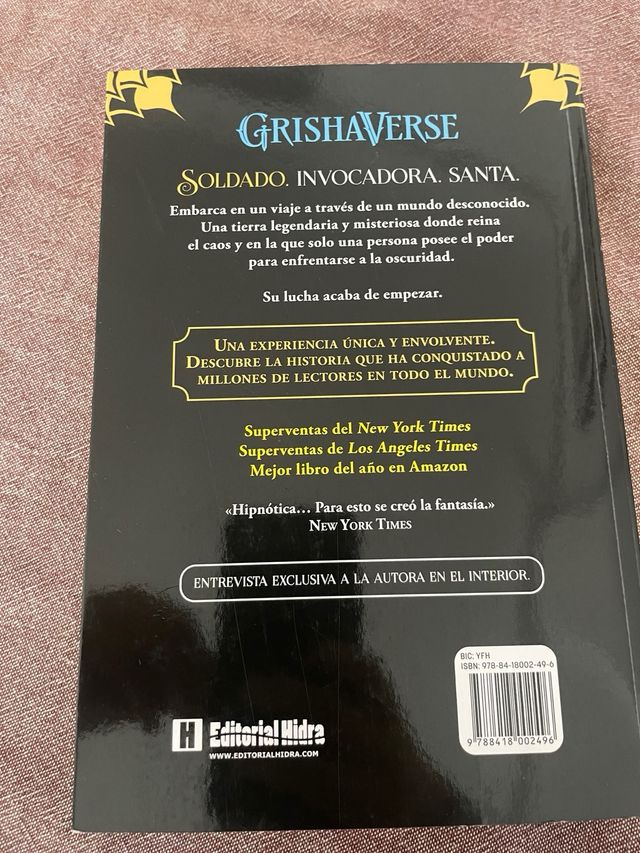 GRISHAVERSE
SOLDADO. INVOCADORA. SANTA.
Embarca en un viaje a través de un mundo desconocido.
Una tierra legendaria y misteriosa donde reina
el caos y en la que solo una persona posee el poder
para enfrentarse a la oscuridad.
Su lucha acaba de empezar.
UNA EXPERIENCIA ÚNICA Y ENVOLVENTE.
DESCUBRE LA HISTORIA QUE HA CONQUISTADO A
MILLONES DE LECTORES EN TODO EL MUNDO.
Superventas del New York Times
Superventas de Los Angeles Times
Mejor libro del año en Amazon
«Hipnótica... Para esto se creó la fantasía.»
NEW YORK TIMES
ENTREVISTA EXCLUSIVA A LA AUTORA EN EL INTERIOR.
BIC: YFH
ISBN: 978-84-18002-49-6
9 788418 002496
H Editorial Hidra
WWW.EDITORIALHIDRA.COM